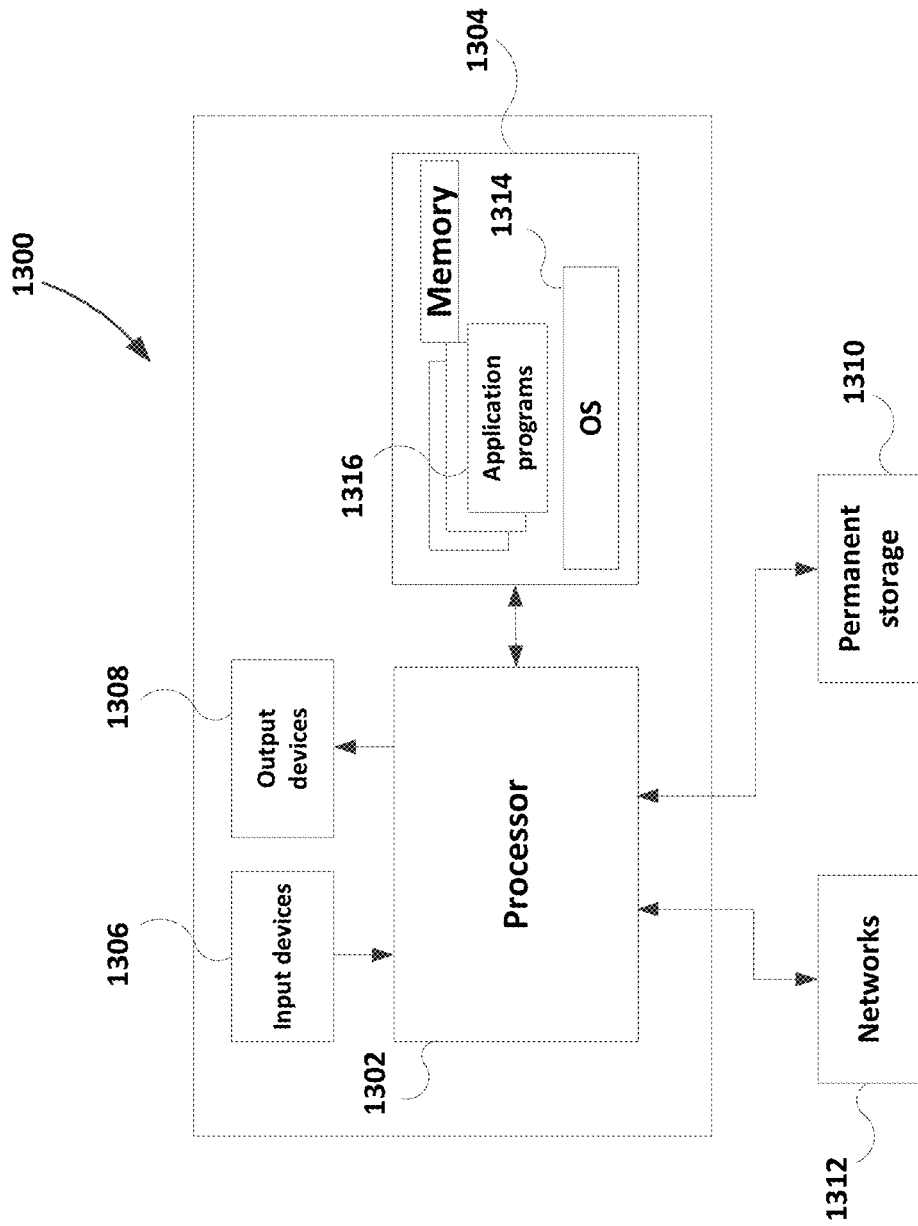 1300
1306
Input devices
1308
Output
devices
1302
Processor
1304
Memory
1316
Application
programs
1314
OS
1312
Networks
1310
Permanent
storage